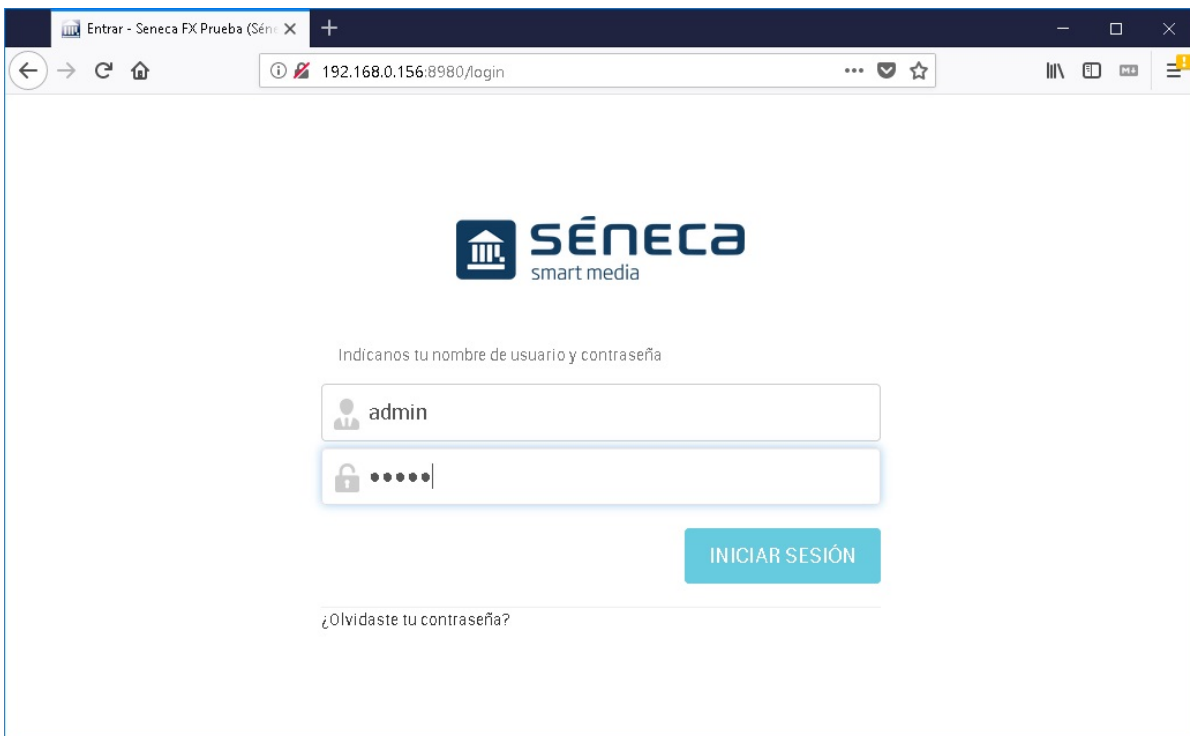 Entrar - Seneca FX Prueba (Séne
192.168.0.156:8980/login
séneca
smart media
Indícanos tu nombre de usuario y contraseña
admin
•••••
INICIAR SESIÓN
¿Olvidaste tu contraseña?